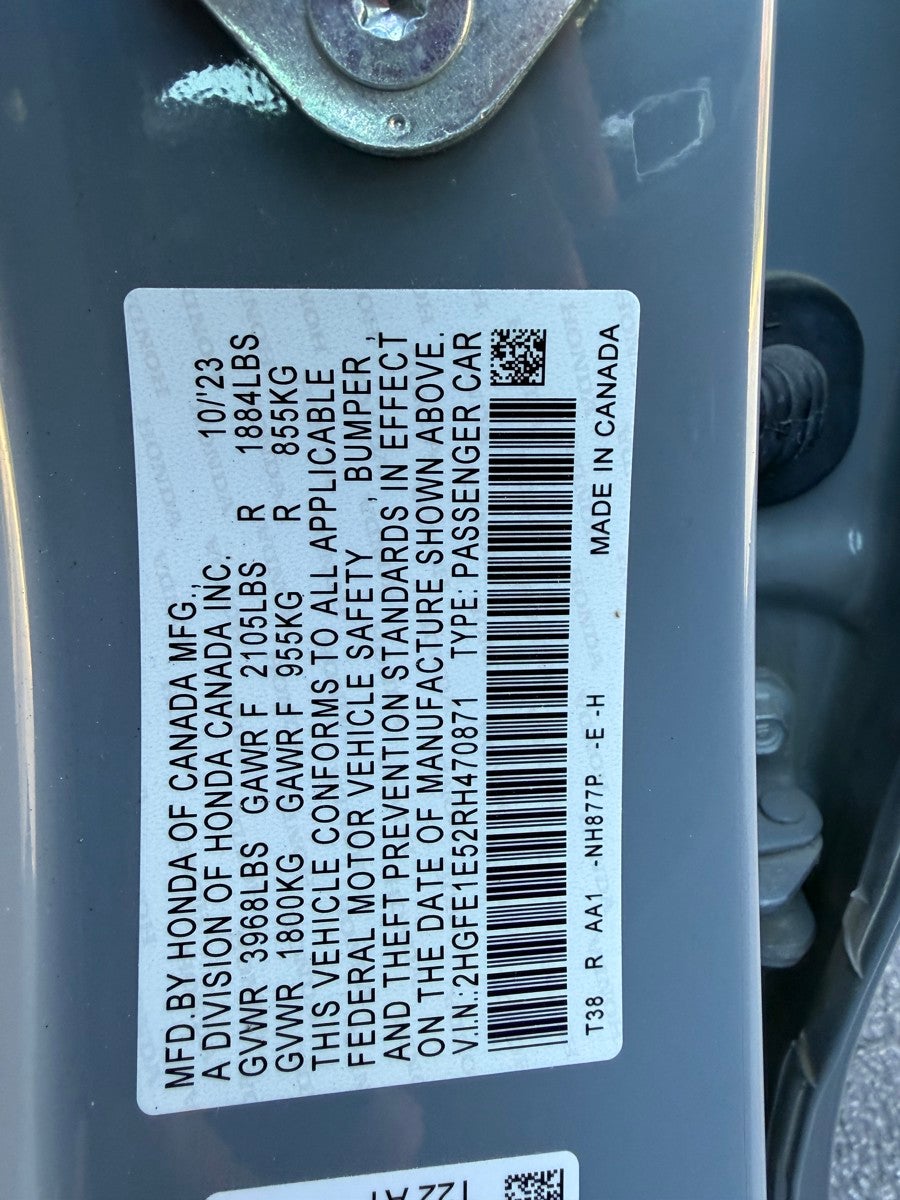 MFD. BY HONDA OF CANADA MFG., 10/'23
A DIVISION OF HONDA CANADA INC.
GVWR 3968LBS GAWR F 2105LBS R 1884LBS
GVWR 1800KG GAWR F 955KG R 855KG
THIS VEHICLE CONFORMS TO ALL APPLICABLE
FEDERAL MOTOR VEHICLE SAFETY , BUMPER ,
AND THEFT PREVENTION STANDARDS IN EFFECT
ON THE DATE OF MANUFACTURE SHOWN ABOVE.
V.I.N.: 2HGFE1E52RH470871 TYPE: PASSENGER CAR
T38 R AA1 -NH877P -E -H MADE IN CANADA